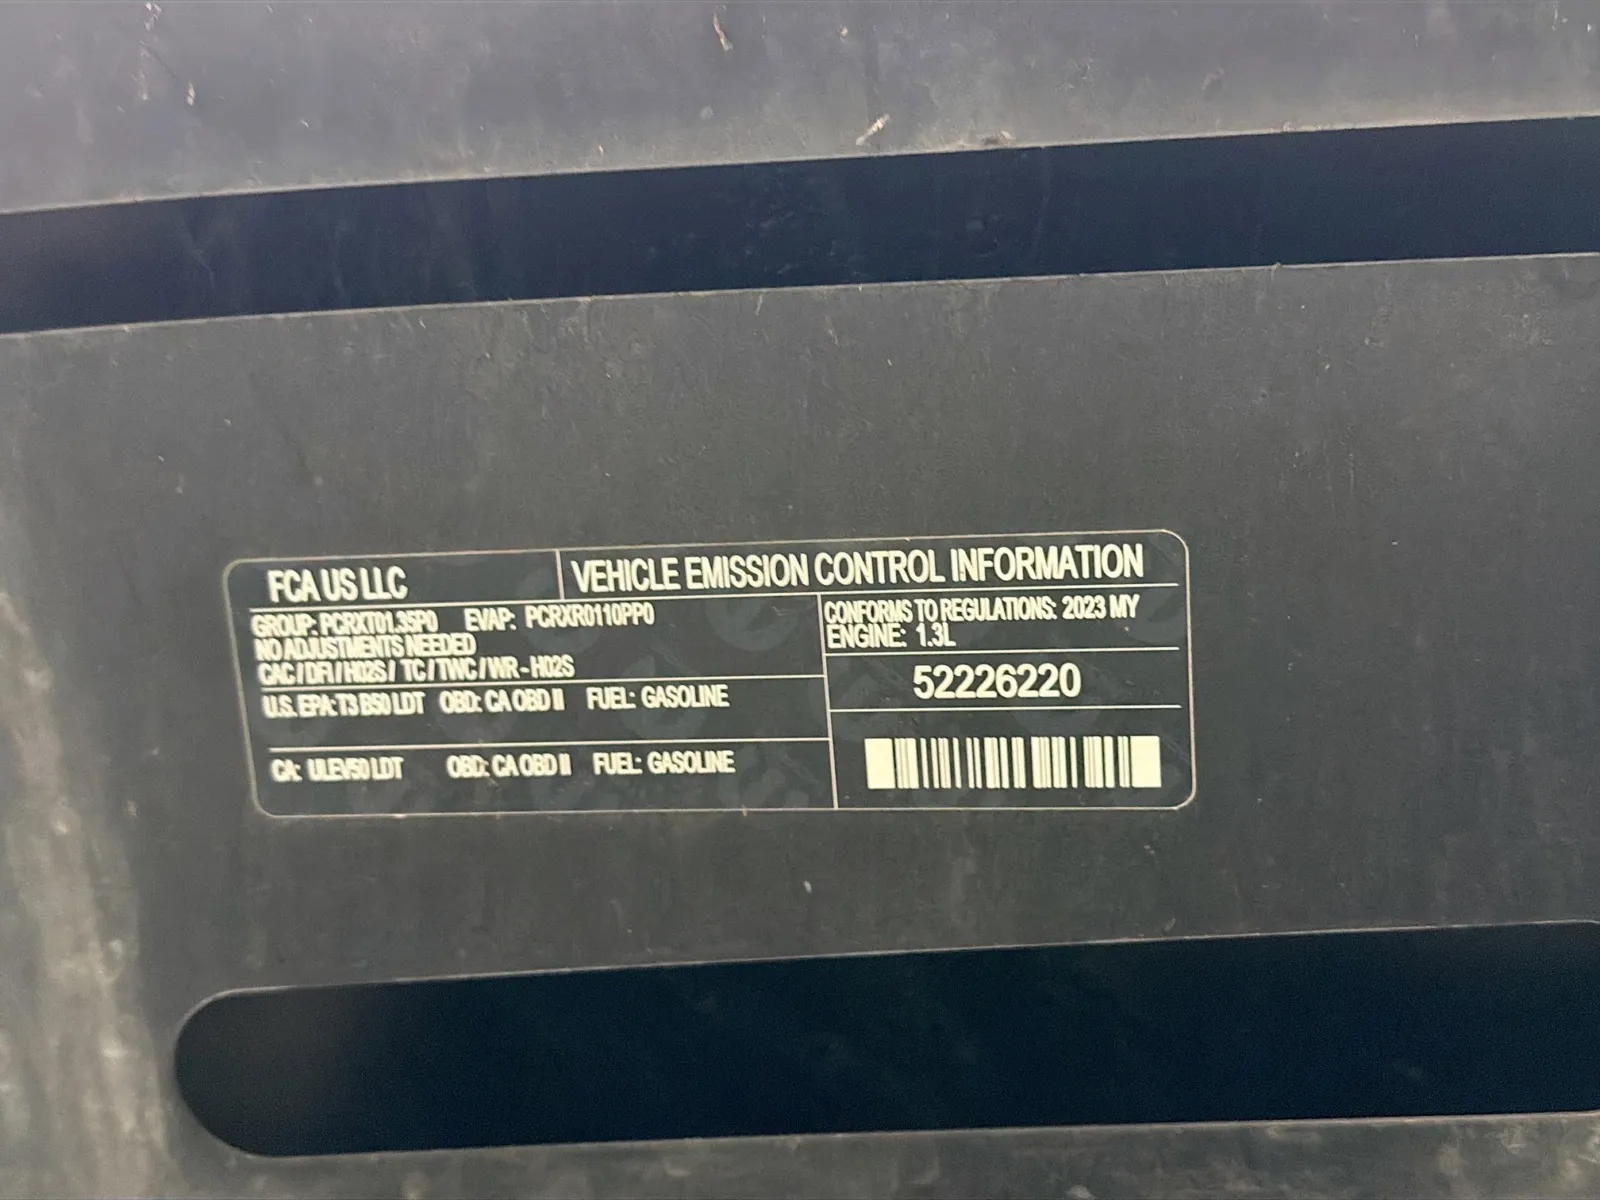 FCA US LLC
VEHICLE EMISSION CONTROL INFORMATION
GROUP: PCRXT01.35P0 EVAP: PCRXR0110PP0
NO ADJUSTMENTS NEEDED
CAC / DFI / H02S / TC / TWC / WR - H02S
U.S. EPA: T3 B50 LDT OBD: CA OBD II FUEL: GASOLINE
CA: ULEV50 LDT OBD: CA OBD II FUEL: GASOLINE
CONFORMS TO REGULATIONS: 2023 MY
ENGINE: 1.3L
52226220